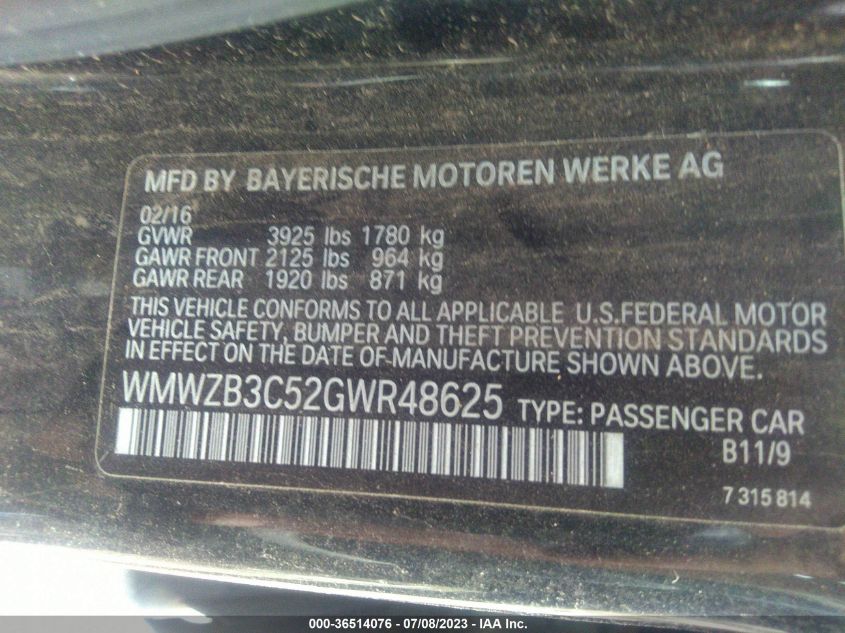 MFD BY BAYERISCHE MOTOREN WERKE AG
02/16
GVWR 3925 lbs 1780 kg
GAWR FRONT 2125 lbs 964 kg
GAWR REAR 1920 lbs 871 kg
THIS VEHICLE CONFORMS TO ALL APPLICABLE U.S.FEDERAL MOTOR
VEHICLE SAFETY, BUMPER AND THEFT PREVENTION STANDARDS
IN EFFECT ON THE DATE OF MANUFACTURE SHOWN ABOVE.
WMWZB3C52GWR48625 TYPE: PASSENGER CAR
B11/9
7 315 814
000-36514076 - 07/08/2023 - IAA Inc.